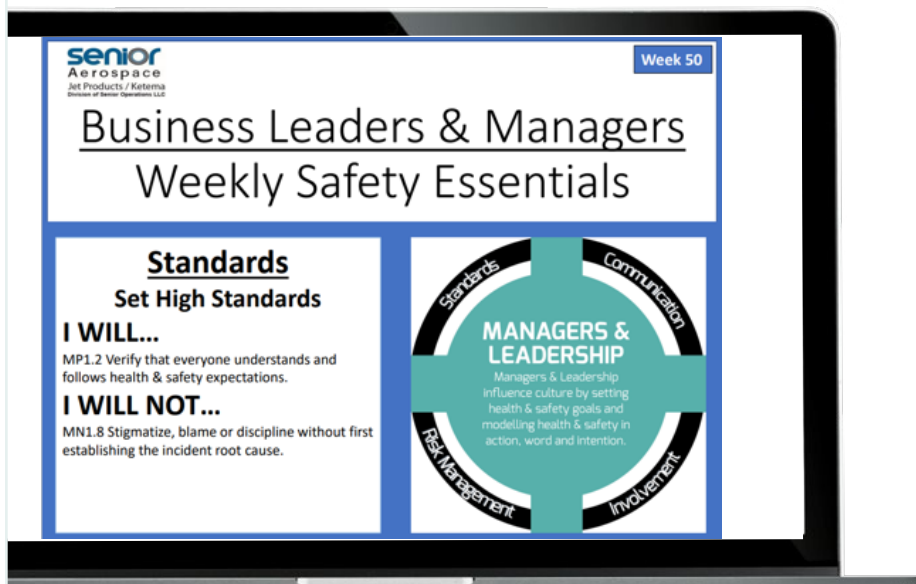 senior
Aerospace
Jet Products / Ketema
Division of Senior Operations LLC
Week 50
Business Leaders & Managers
Weekly Safety Essentials
Standards
Set High Standards
I WILL...
MP1.2 Verify that everyone understands and
follows health & safety expectations.
I WILL NOT...
MN1.8 Stigmatize, blame or discipline without first
establishing the incident root cause.
Standards
Communication
MANAGERS &
LEADERSHIP
Managers & Leadership
influence culture by setting
health & safety goals and
modelling health & safety in
action, word and intention.
Risk Management
Involvement